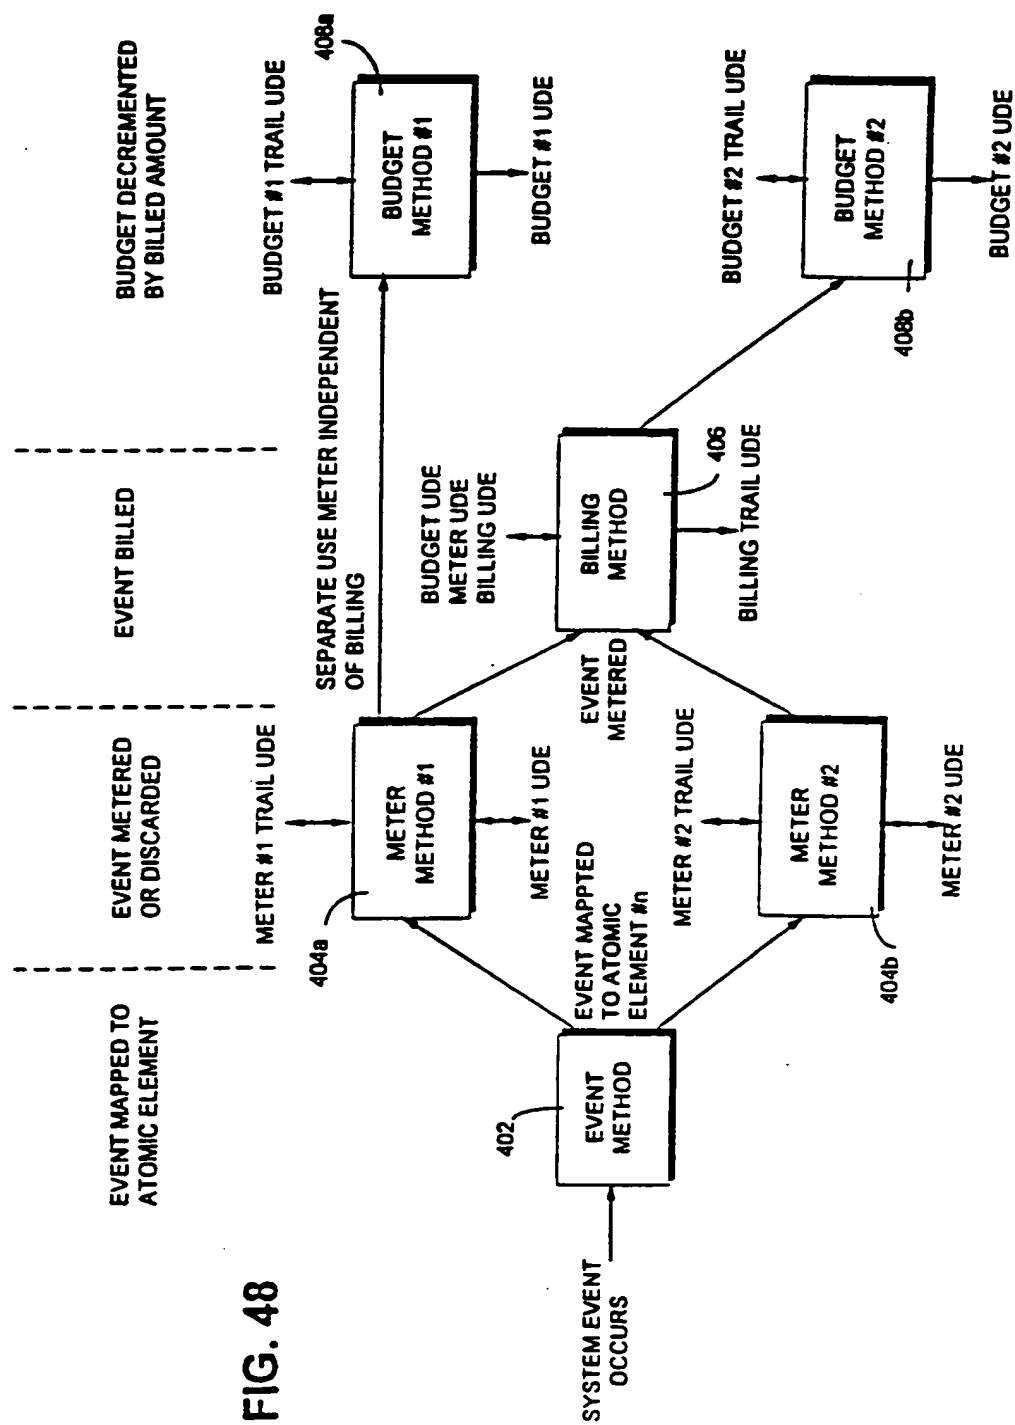 FIG. 48
EVENT MAPPED TO
ATOMIC ELEMENT
EVENT METERED
OR DISCARDED
EVENT BILLED
BUDGET DECREMENTED
BY BILLED AMOUNT
METER #1 TRAIL UDE
BUDGET #1 TRAIL UDE
SEPARATE USE METER INDEPENDENT
OF BILLING
404a
METER
METHOD #1
408a
BUDGET
METHOD #1
METER #1 UDE
BUDGET #1 UDE
BUDGET UDE
METER UDE
BILLING UDE
SYSTEM EVENT
OCCURS
402
EVENT
METHOD
EVENT MAPPTED
TO ATOMIC
ELEMENT #n
EVENT
METERED
BILLING
METHOD
406
BILLING TRAIL UDE
METER #2 TRAIL UDE
BUDGET #2 TRAIL UDE
METER
METHOD #2
404b
BUDGET
METHOD #2
408b
METER #2 UDE
BUDGET #2 UDE